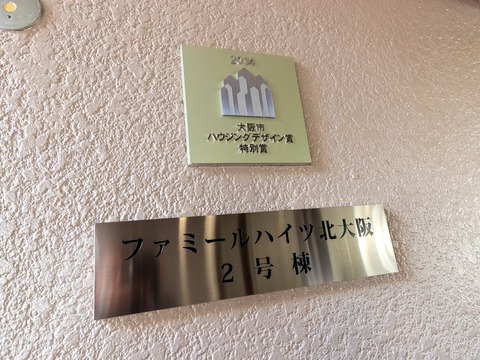 2014
大阪市
ハウジングデザイン賞
特別賞
ファミールハイツ北大阪
2号棟